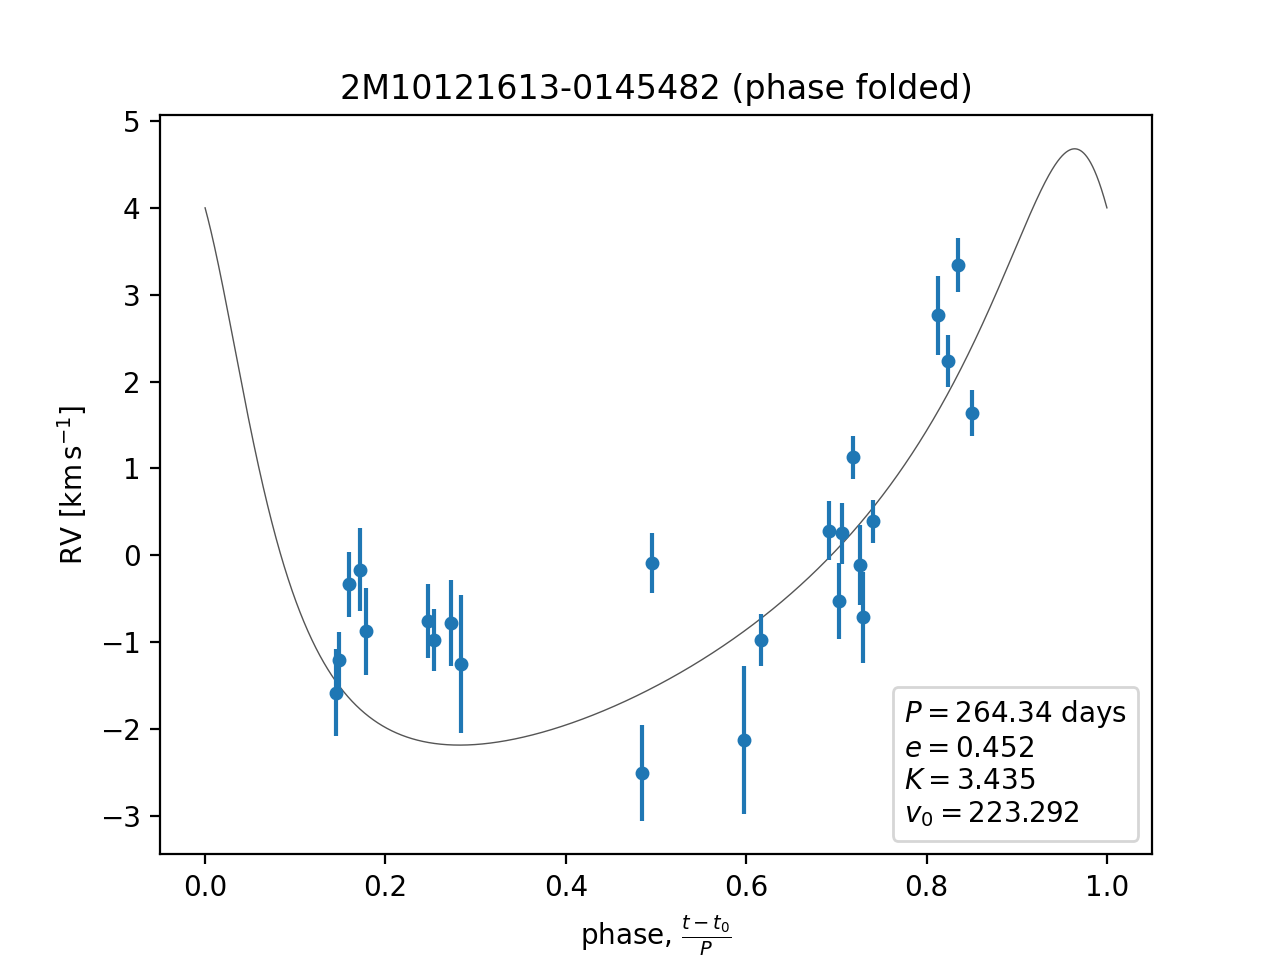 2M10121613-0145482 (phase folded)
5
4
3
2
1
0
−1
−2
−3
RV [km s⁻¹]
P = 264.34 days
e = 0.452
K = 3.435
v₀ = 223.292
0.0 0.2 0.4 0.6 0.8 1.0
phase, (t − t₀)/P